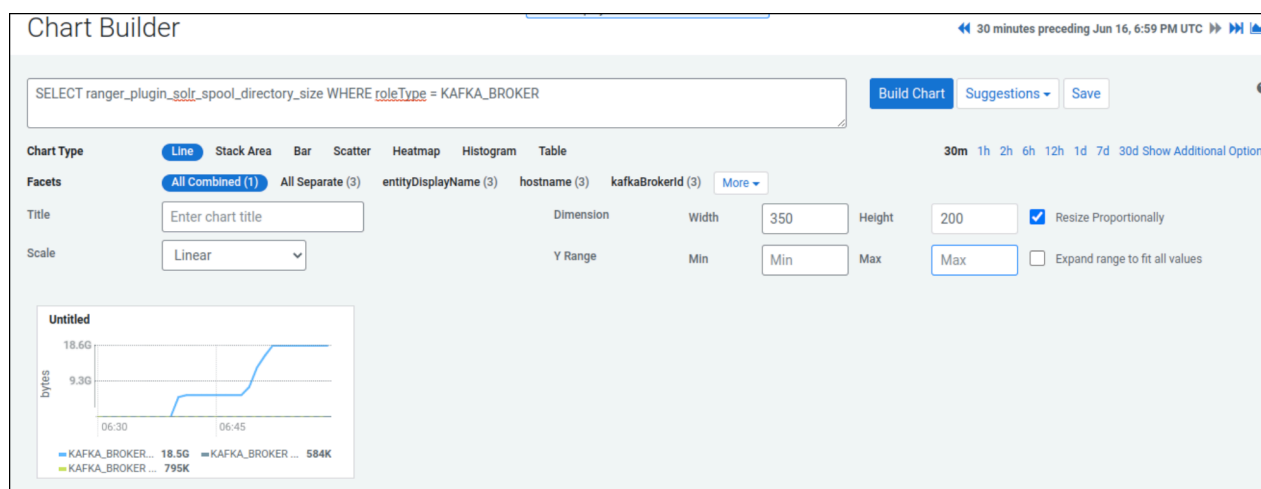 Chart Builder
30 minutes preceding Jun 16, 6:59 PM UTC
SELECT ranger_plugin_solr_spool_directory_size WHERE roleType = KAFKA_BROKER
Build Chart Suggestions Save
Chart Type Line Stack Area Bar Scatter Heatmap Histogram Table 30m 1h 2h 6h 12h 1d 7d 30d Show Additional Option
Facets All Combined (1) All Separate (3) entityDisplayName (3) hostname (3) kafkaBrokerId (3) More
Title Enter chart title Dimension Width 350 Height 200 Resize Proportionally
Scale Linear Y Range Min Min Max Max Expand range to fit all values
Untitled
18.6G
9.3G
bytes
06:30 06:45
KAFKA_BROKER... 18.5G KAFKA_BROKER ... 584K
KAFKA_BROKER ... 795K